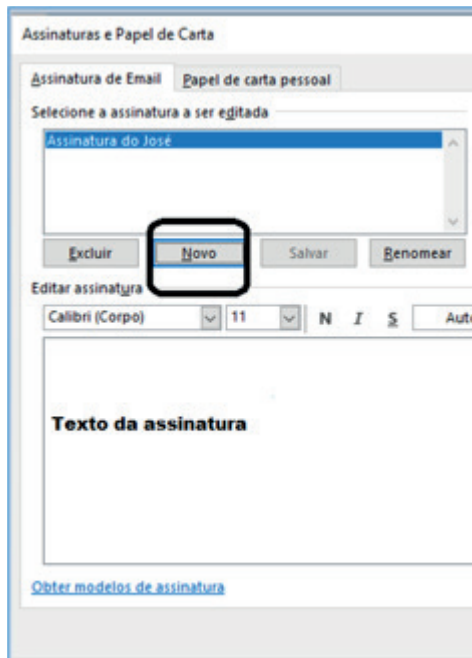 Assinaturas e Papel de Carta
Assinatura de Email Papel de carta pessoal
Selecione a assinatura a ser editada
Assinatura do José
Excluir Novo Salvar Renomear
Editar assinatura
Calibri (Corpo) 11 N I S Auto
Texto da assinatura
Obter modelos de assinatura